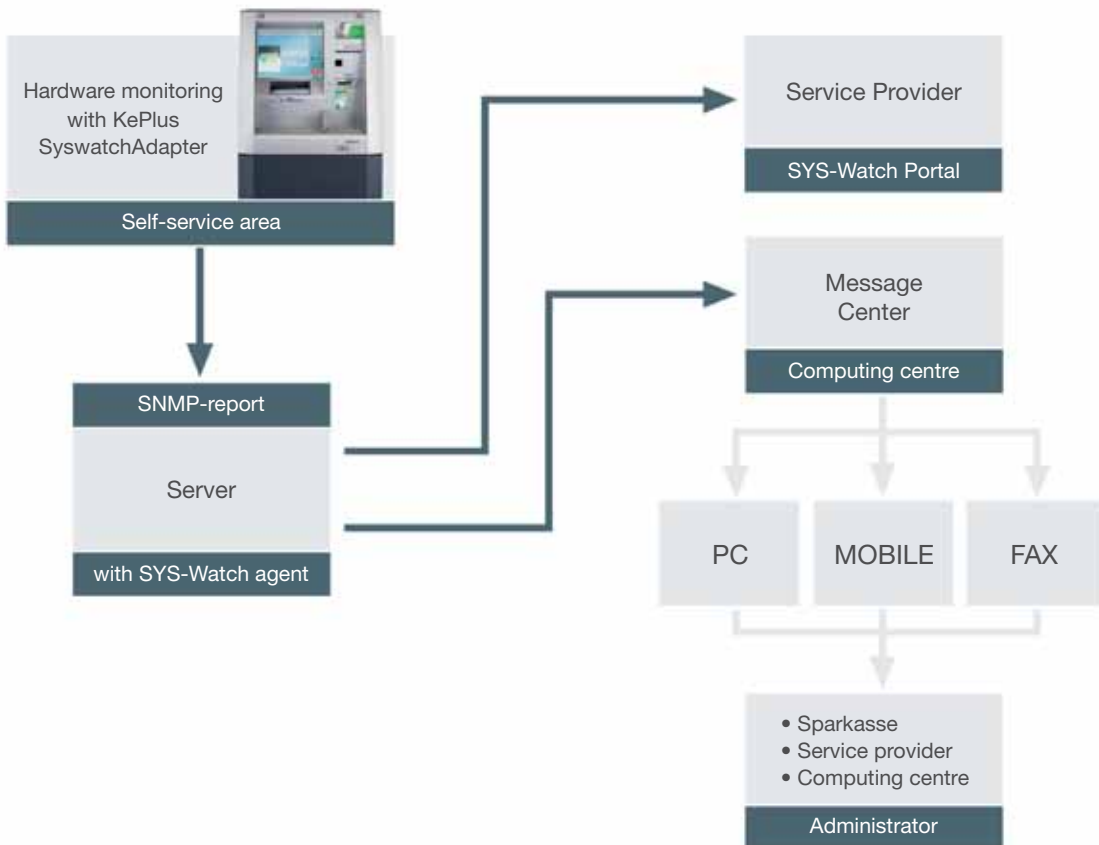 Hardware monitoring
with KePlus
SyswatchAdapter
Self-service area
SNMP-report
Server
with SYS-Watch agent
Service Provider
SYS-Watch Portal
Message
Center
Computing centre
PC
MOBILE
FAX
• Sparkasse
• Service provider
• Computing centre
Administrator